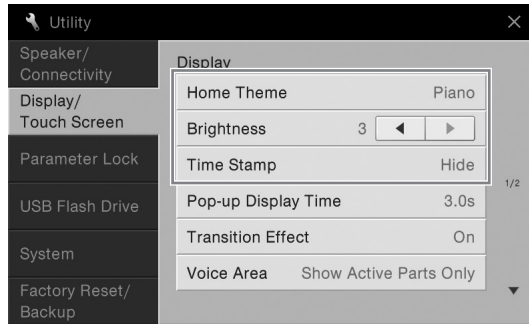 Utility
Speaker/
Connectivity
Display/
Touch Screen
Parameter Lock
USB Flash Drive
System
Factory Reset/
Backup
Display
Home Theme Piano
Brightness 3
Time Stamp Hide
Pop-up Display Time 3.0s
Transition Effect On
Voice Area Show Active Parts Only
1/2